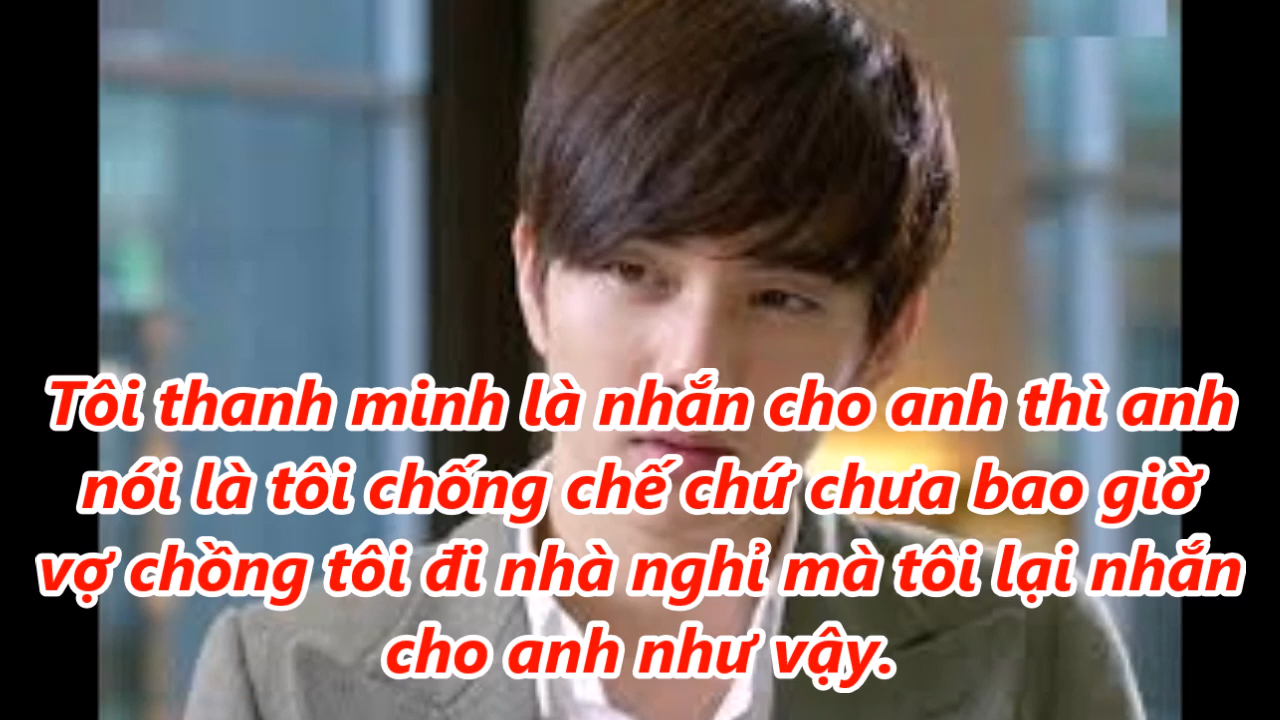 Tôi thanh minh là nhắn cho anh thì anh
nói là tôi chống chế chứ chưa bao giờ
vợ chồng tôi đi nhà nghỉ mà tôi lại nhắn
cho anh như vậy.